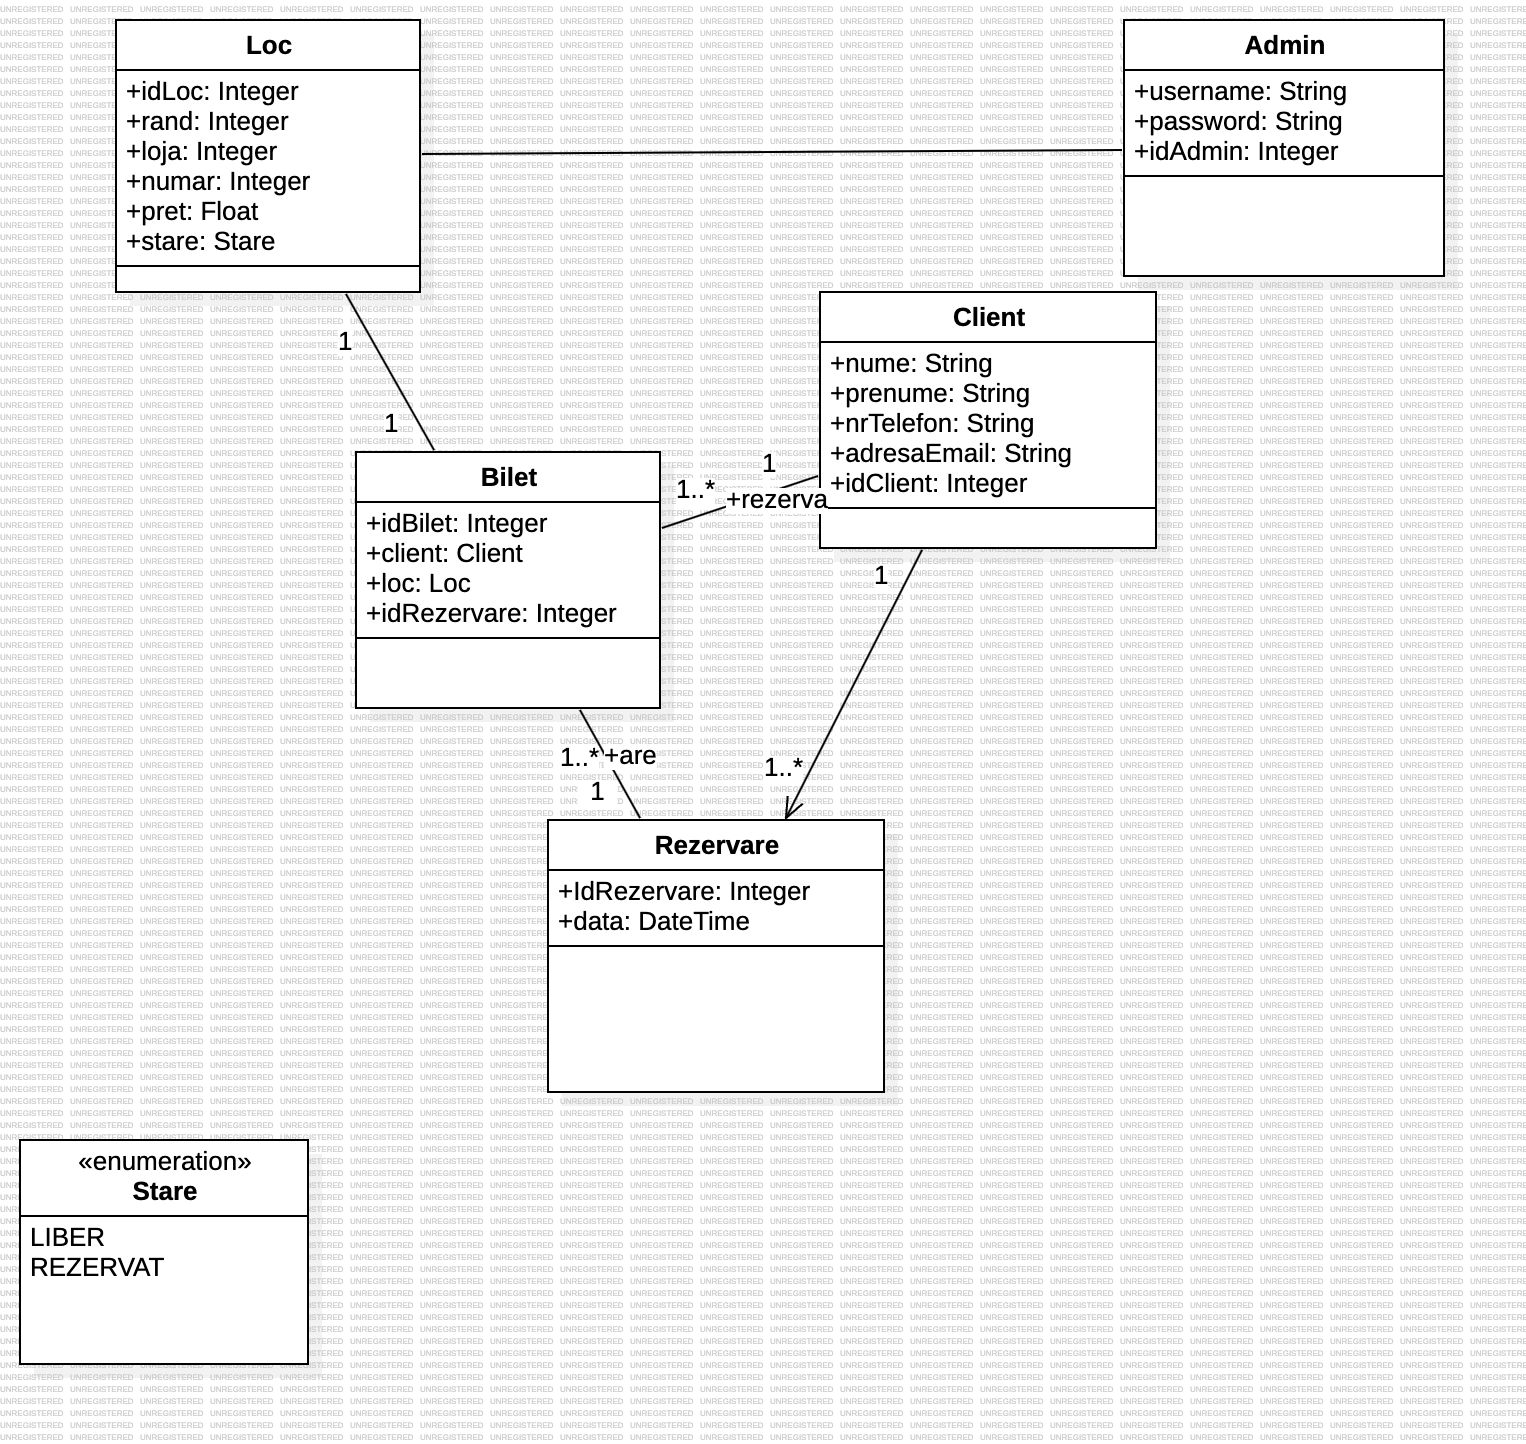 Loc
+idLoc: Integer
+rand: Integer
+loja: Integer
+numar: Integer
+pret: Float
+stare: Stare
Admin
+username: String
+password: String
+idAdmin: Integer
Client
+nume: String
+prenume: String
+nrTelefon: String
+adresaEmail: String
+idClient: Integer
1
1
Bilet
+idBilet: Integer
+client: Client
+loc: Loc
+idRezervare: Integer
1
1..*
+rezerva
1
1..*
1..*
+are
1
Rezervare
+IdRezervare: Integer
+data: DateTime
«enumeration»
Stare
LIBER
REZERVAT
UNREGISTERED